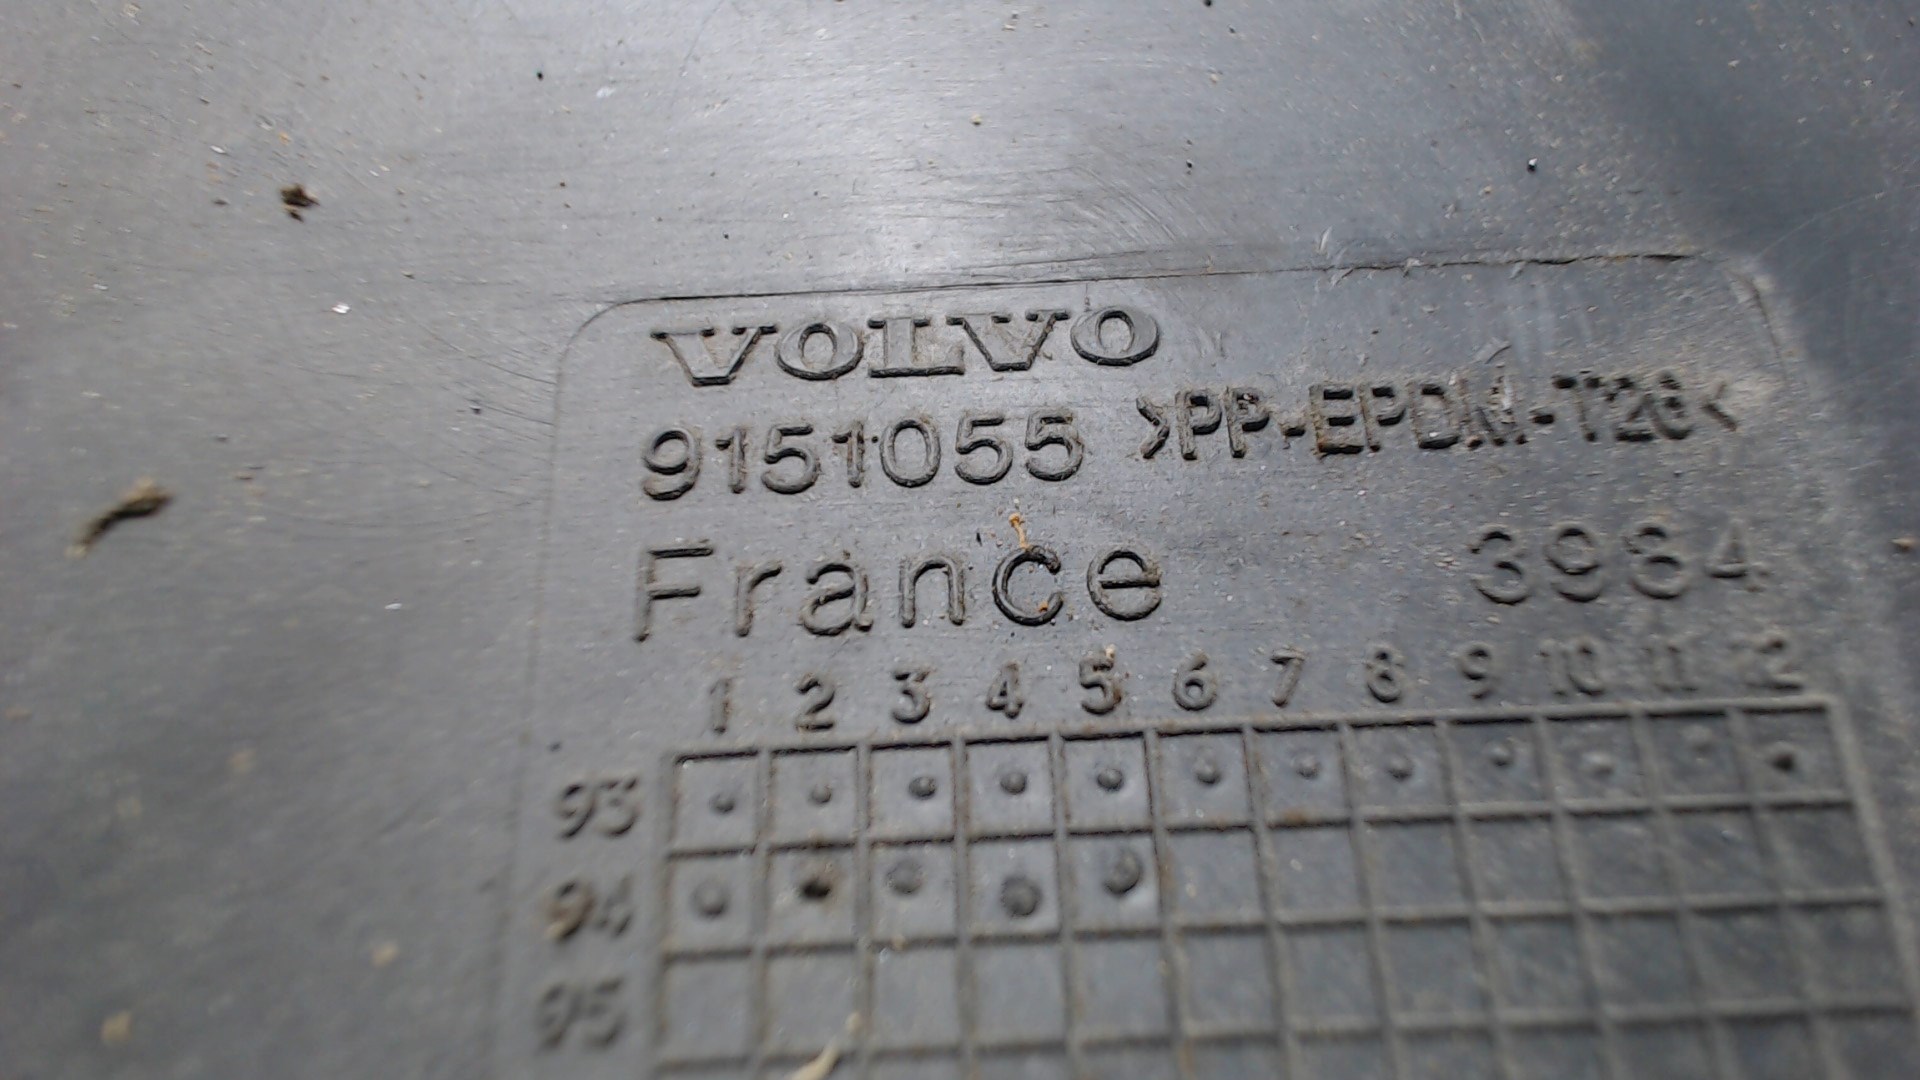 VOLVO
9151055 >PP-EPDM-T20<
France 3984
1 2 3 4 5 6 7 8 9 10 11 12
93
94
95